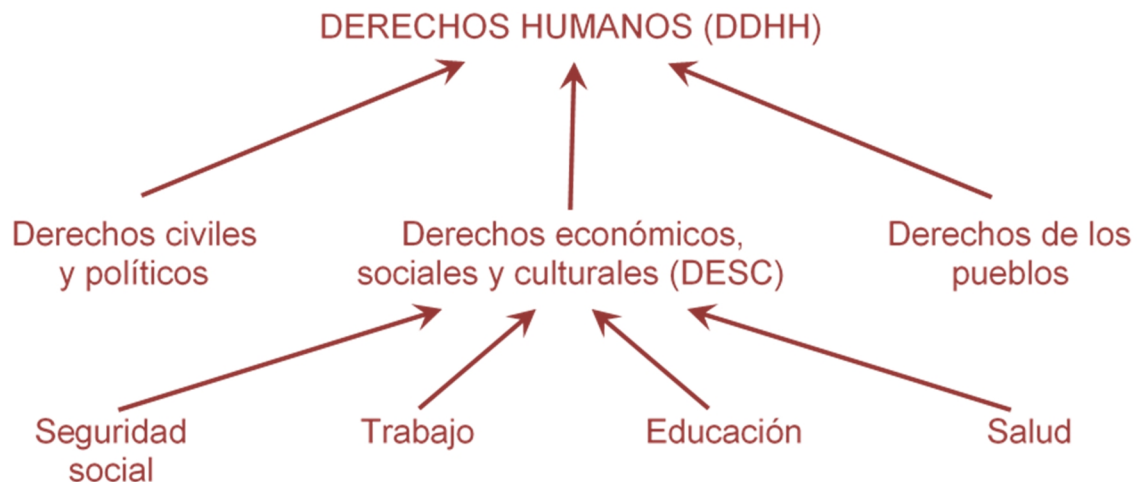 DERECHOS HUMANOS (DDHH)
Derechos civiles
y políticos
Derechos económicos,
sociales y culturales (DESC)
Derechos de los
pueblos
Seguridad
social
Trabajo
Educación
Salud